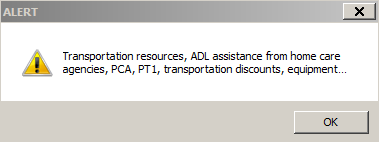 ALERT
Transportation resources, ADL assistance from home care
agencies, PCA, PT1, transportation discounts, equipment...
OK